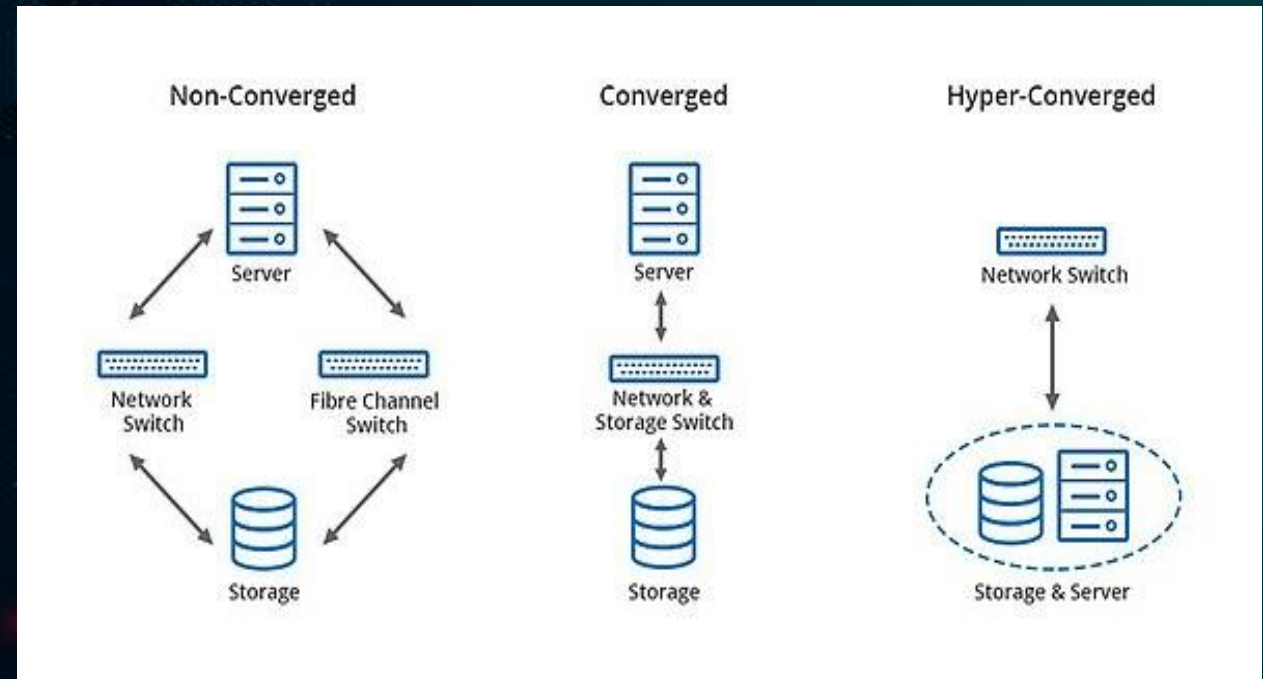 Non-Converged
Server
Network
Switch
Fibre Channel
Switch
Storage
Converged
Server
Network &
Storage Switch
Storage
Hyper-Converged
Network Switch
Storage & Server